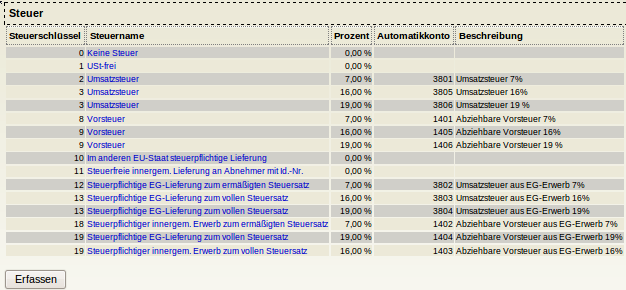 Steuer
Steuerschlüssel Steuername Prozent Automatikkonto Beschreibung
0 Keine Steuer 0,00 %
1 USt-frei 0,00 %
2 Umsatzsteuer 7,00 % 3801 Umsatzsteuer 7%
3 Umsatzsteuer 16,00 % 3805 Umsatzsteuer 16%
3 Umsatzsteuer 19,00 % 3806 Umsatzsteuer 19 %
8 Vorsteuer 7,00 % 1401 Abziehbare Vorsteuer 7%
9 Vorsteuer 16,00 % 1405 Abziehbare Vorsteuer 16%
9 Vorsteuer 19,00 % 1406 Abziehbare Vorsteuer 19 %
10 Im anderen EU-Staat steuerpflichtige Lieferung 0,00 %
11 Steuerfreie innergem. Lieferung an Abnehmer mit Id.-Nr. 0,00 %
12 Steuerpflichtige EG-Lieferung zum ermäßigten Steuersatz 7,00 % 3802 Umsatzsteuer aus EG-Erwerb 7%
13 Steuerpflichtige EG-Lieferung zum vollen Steuersatz 16,00 % 3803 Umsatzsteuer aus EG-Erwerb 16%
13 Steuerpflichtige EG-Lieferung zum vollen Steuersatz 19,00 % 3804 Umsatzsteuer aus EG-Erwerb 19%
18 Steuerpflichtiger innergem. Erwerb zum ermäßigten Steuersatz 7,00 % 1402 Abziehbare Vorsteuer aus EG-Erwerb 7%
19 Steuerpflichtige EG-Lieferung zum vollen Steuersatz 19,00 % 1404 Abziehbare Vorsteuer aus EG-Erwerb 19%
19 Steuerpflichtiger innergem. Erwerb zum vollen Steuersatz 16,00 % 1403 Abziehbare Vorsteuer aus EG-Erwerb 16%
Erfassen